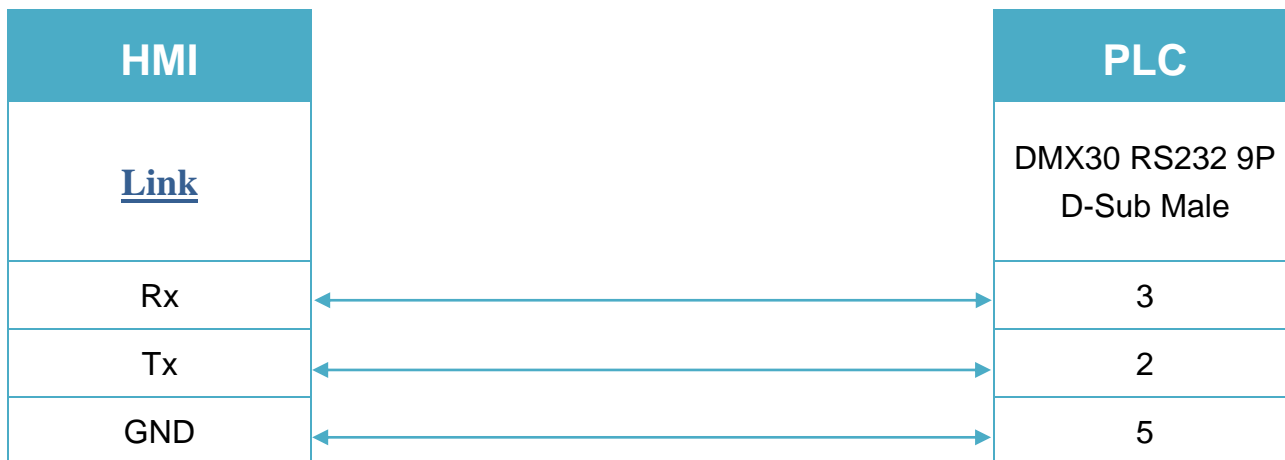 HMI
PLC
Link
DMX30 RS232 9P
D-Sub Male
Rx
3
Tx
2
GND
5